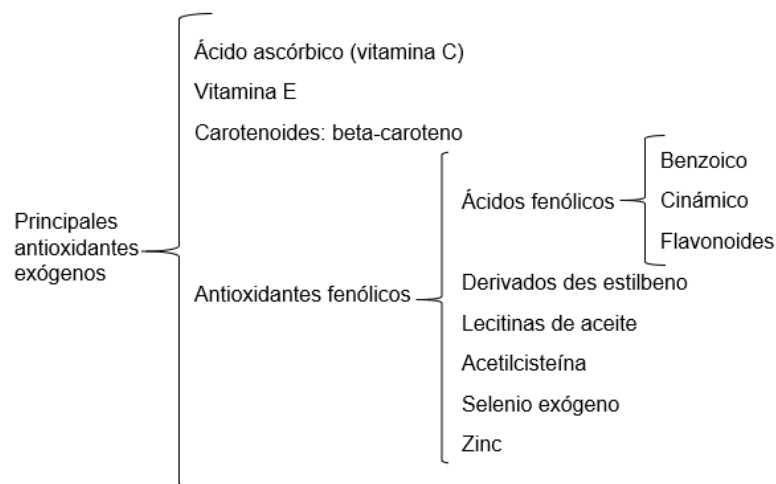 Ácido ascórbico (vitamina C)
Vitamina E
Carotenoides: beta-caroteno
Principales
antioxidantes
exógenos
Antioxidantes fenólicos
Ácidos fenólicos
Benzoico
Cinámico
Flavonoides
Derivados des estilbeno
Lecitinas de aceite
Acetilcisteína
Selenio exógeno
Zinc